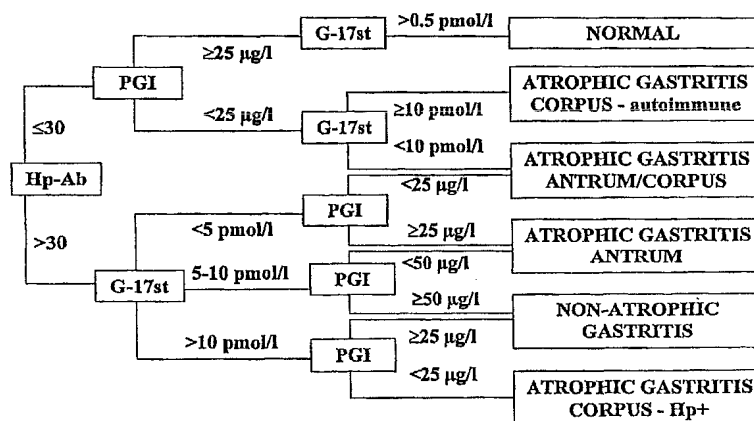 G-17st
>0.5 pmol/l
NORMAL
≥25 µg/l
PGI
<25 µg/l
G-17st
≥10 pmol/l
<10 pmol/l
ATROPHIC GASTRITIS
CORPUS - autoimmune
≤30
Hp-Ab
>30
ATROPHIC GASTRITIS
ANTRUM/CORPUS
<25 µg/l
PGI
≥25 µg/l
<5 pmol/l
G-17st
5-10 pmol/l
PGI
<50 µg/l
≥50 µg/l
ATROPHIC GASTRITIS
ANTRUM
NON-ATROPHIC
GASTRITIS
>10 pmol/l
PGI
≥25 µg/l
<25 µg/l
ATROPHIC GASTRITIS
CORPUS - Hp+